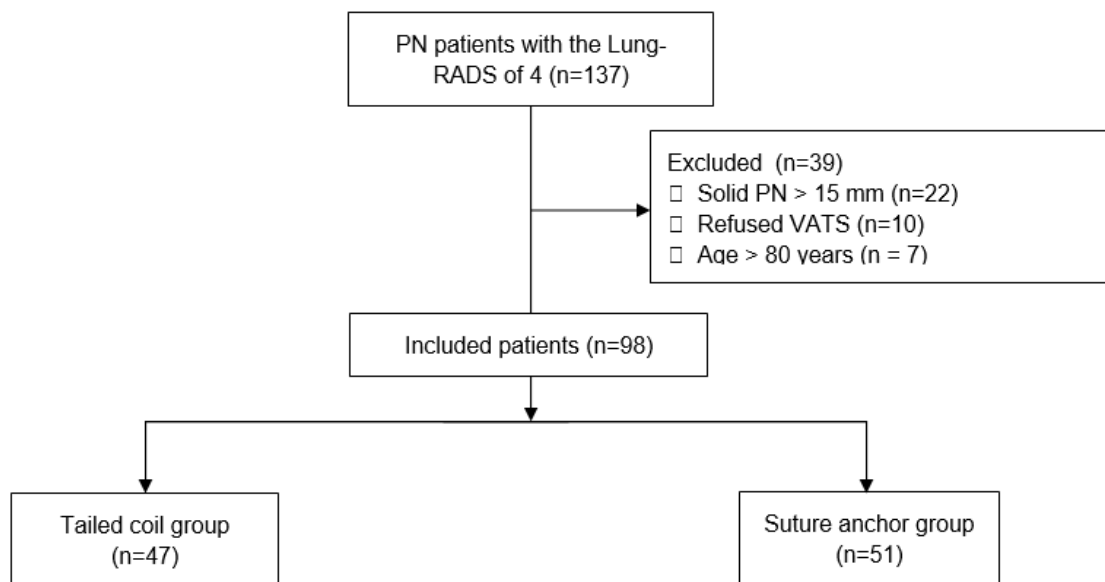 PN patients with the Lung-
RADS of 4 (n=137)
Excluded  (n=39)
□ Solid PN > 15 mm (n=22)
□ Refused VATS (n=10)
□ Age > 80 years (n = 7)
Included patients (n=98)
Tailed coil group
(n=47)
Suture anchor group
(n=51)